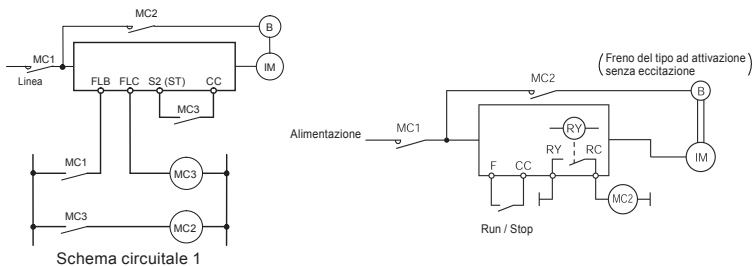 MC2
B
MC1
IM
Linea
FLB FLC S2 (ST) CC
MC3
MC1
MC3
MC3
MC2
Schema circuitale 1
(Freno del tipo ad attivazione
senza eccitazione)
MC2
B
Alimentazione
MC1
RY
RY RC
F CC
IM
MC2
Run / Stop